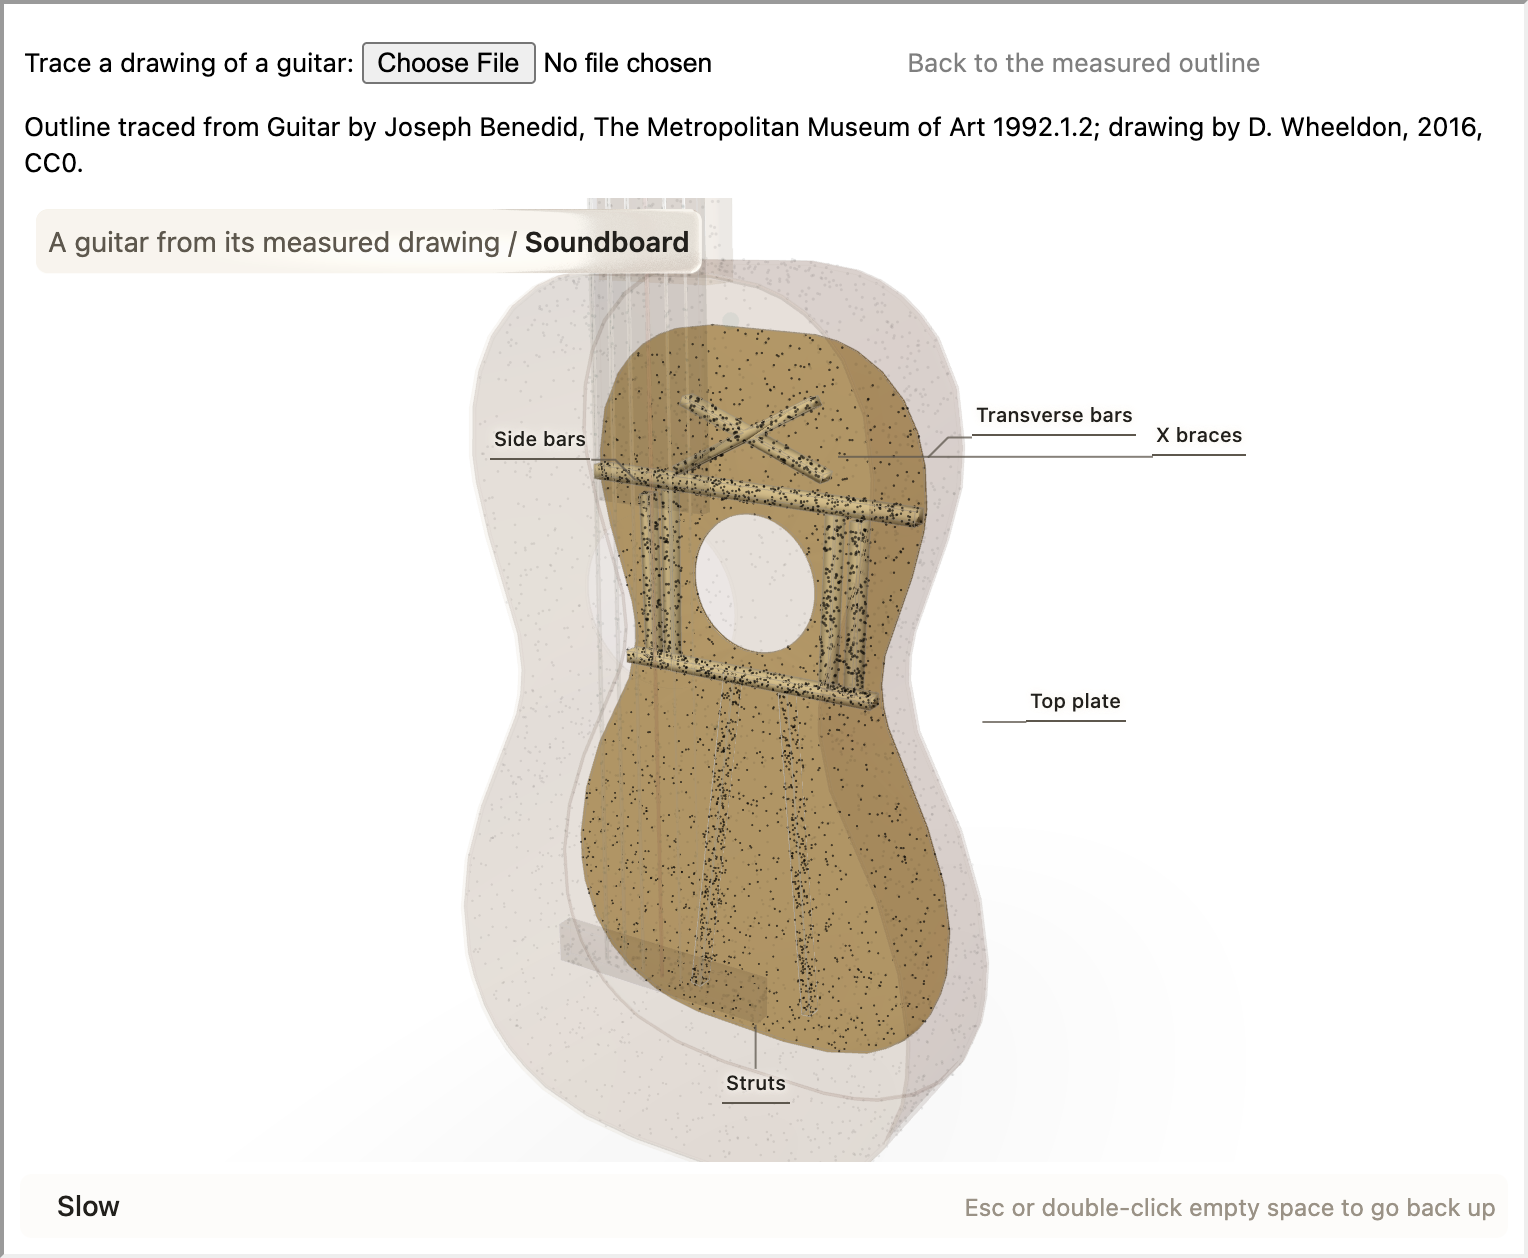 Trace a drawing of a guitar: Choose File No file chosen Back to the measured outline
Outline traced from Guitar by Joseph Benedid, The Metropolitan Museum of Art 1992.1.2; drawing by D. Wheeldon, 2016,
CC0.
A guitar from its measured drawing / Soundboard
Transverse bars
X braces
Side bars
Top plate
Struts
Slow Esc or double-click empty space to go back up